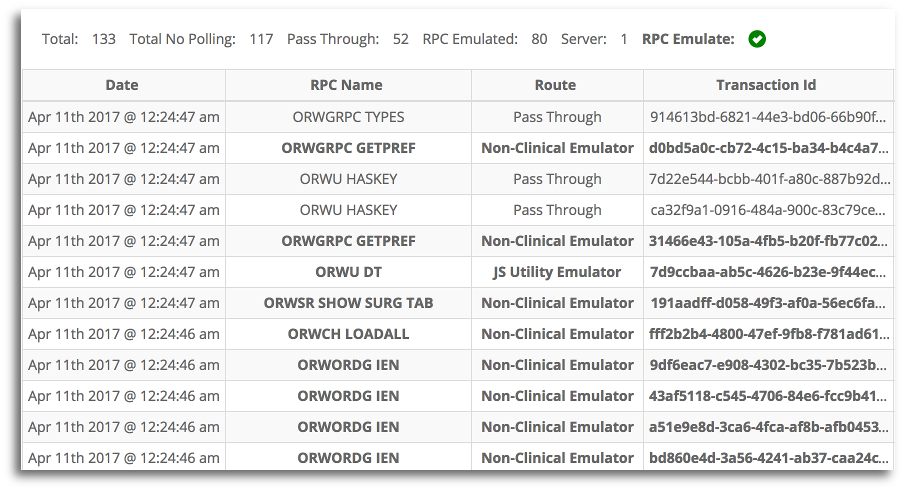 Total: 133 Total No Polling: 117 Pass Through: 52 RPC Emulated: 80 Server: 1 RPC Emulate:
Date RPC Name Route Transaction Id
Apr 11th 2017 @ 12:24:47 am ORWGRPC TYPES Pass Through 914613bd-6821-44e3-bd06-66b90f...
Apr 11th 2017 @ 12:24:47 am ORWGRPC GETPREF Non-Clinical Emulator d0bd5a0c-cb72-4c15-ba34-b4c4a7...
Apr 11th 2017 @ 12:24:47 am ORWU HASKEY Pass Through 7d22e544-bcbb-401f-a80c-887b92d...
Apr 11th 2017 @ 12:24:47 am ORWU HASKEY Pass Through ca32f9a1-0916-484a-900c-83c79ce...
Apr 11th 2017 @ 12:24:47 am ORWGRPC GETPREF Non-Clinical Emulator 31466e43-105a-4fb5-b20f-fb77c02...
Apr 11th 2017 @ 12:24:47 am ORWU DT JS Utility Emulator 7d9ccbaa-ab5c-4626-b23e-9f44ec...
Apr 11th 2017 @ 12:24:47 am ORWSR SHOW SURG TAB Non-Clinical Emulator 191aadff-d058-49f3-af0a-56ec6fa...
Apr 11th 2017 @ 12:24:46 am ORWCH LOADALL Non-Clinical Emulator fff2b2b4-4800-47ef-9fb8-f781ad61...
Apr 11th 2017 @ 12:24:46 am ORWORDG IEN Non-Clinical Emulator 9df6eac7-e908-4302-bc35-7b523b...
Apr 11th 2017 @ 12:24:46 am ORWORDG IEN Non-Clinical Emulator 43af5118-c545-4706-84e6-fcc9b41...
Apr 11th 2017 @ 12:24:46 am ORWORDG IEN Non-Clinical Emulator a51e9e8d-3ca6-4fca-af8b-afb0453...
Apr 11th 2017 @ 12:24:46 am ORWORDG IEN Non-Clinical Emulator bd860e4d-3a56-4241-ab37-caa24c...